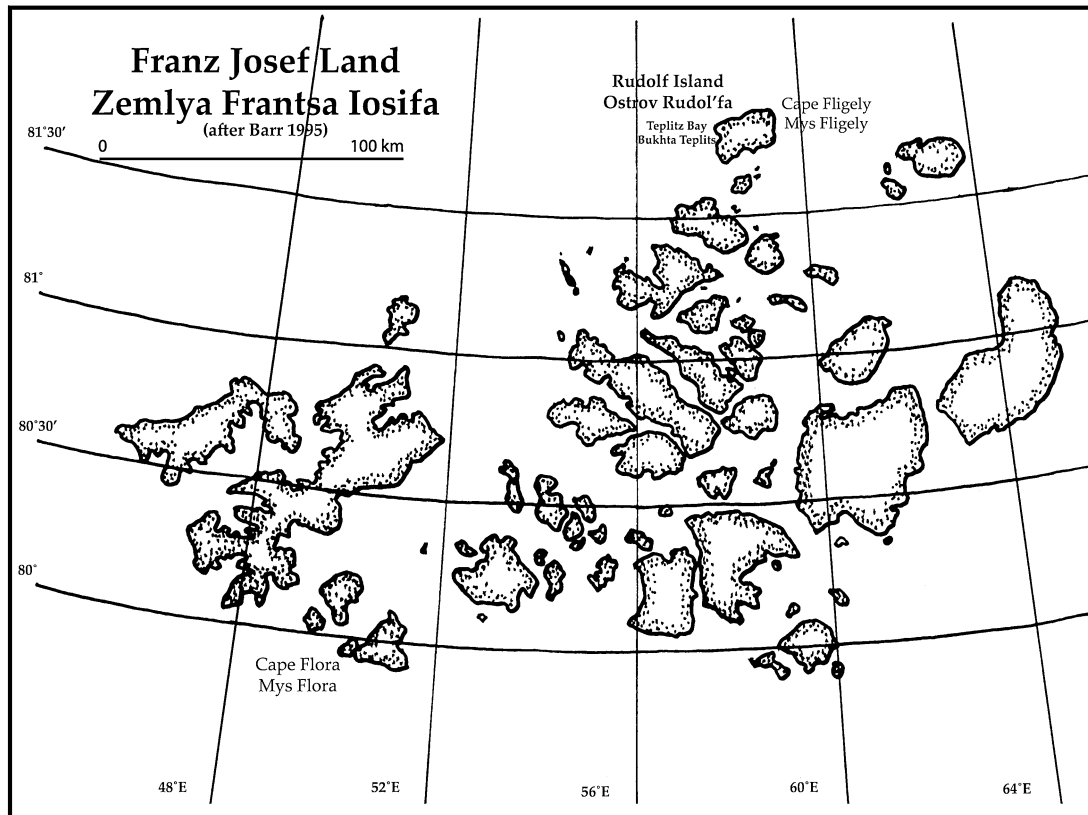 Franz Josef Land
Zemlya Frantsa Iosifa
(after Barr 1995)
0 100 km
Rudolf Island
Ostrov Rudol’fa
Teplitz Bay
Bukhta Teplits
Cape Fligely
Mys Fligely
81˚30′
81˚
80˚30′
80˚
Cape Flora
Mys Flora
48˚E 52˚E 56˚E 60˚E 64˚E